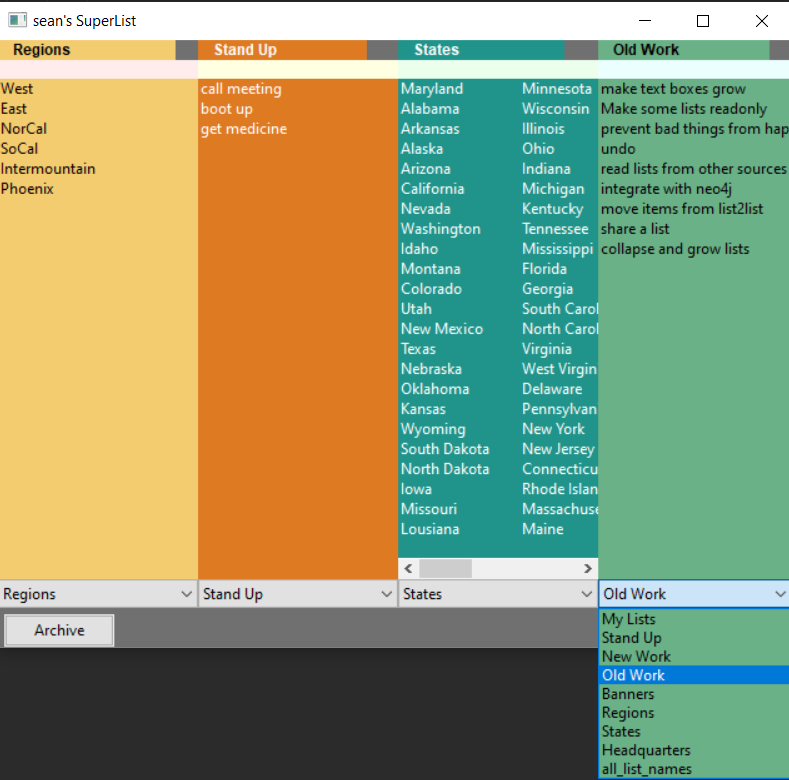 sean's SuperList
Regions
West
East
NorCal
SoCal
Intermountain
Phoenix
Regions
Stand Up
call meeting
boot up
get medicine
Stand Up
States
Maryland
Alabama
Arkansas
Alaska
Arizona
California
Nevada
Washington
Idaho
Montana
Colorado
Utah
New Mexico
Texas
Nebraska
Oklahoma
Kansas
Wyoming
South Dakota
North Dakota
Iowa
Missouri
Lousiana
Minnesota
Wisconsin
Illinois
Ohio
Indiana
Michigan
Kentucky
Tennessee
Mississippi
Florida
Georgia
South Carol
North Carol
Virginia
West Virgin
Delaware
Pennsylvan
New York
New Jersey
Connecticu
Rhode Islan
Massachuse
Maine
States
Old Work
make text boxes grow
Make some lists readonly
prevent bad things from hap
undo
read lists from other sources
integrate with neo4j
move items from list2list
share a list
collapse and grow lists
Old Work
My Lists
Stand Up
New Work
Old Work
Banners
Regions
States
Headquarters
all_list_names
Archive